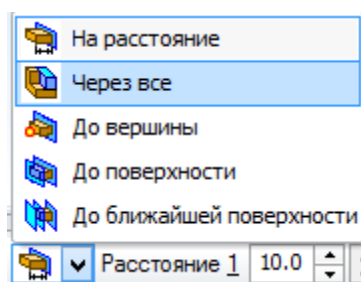 На расстояние
Через все
До вершины
До поверхности
До ближайшей поверхности
Расстояние 1 10.0